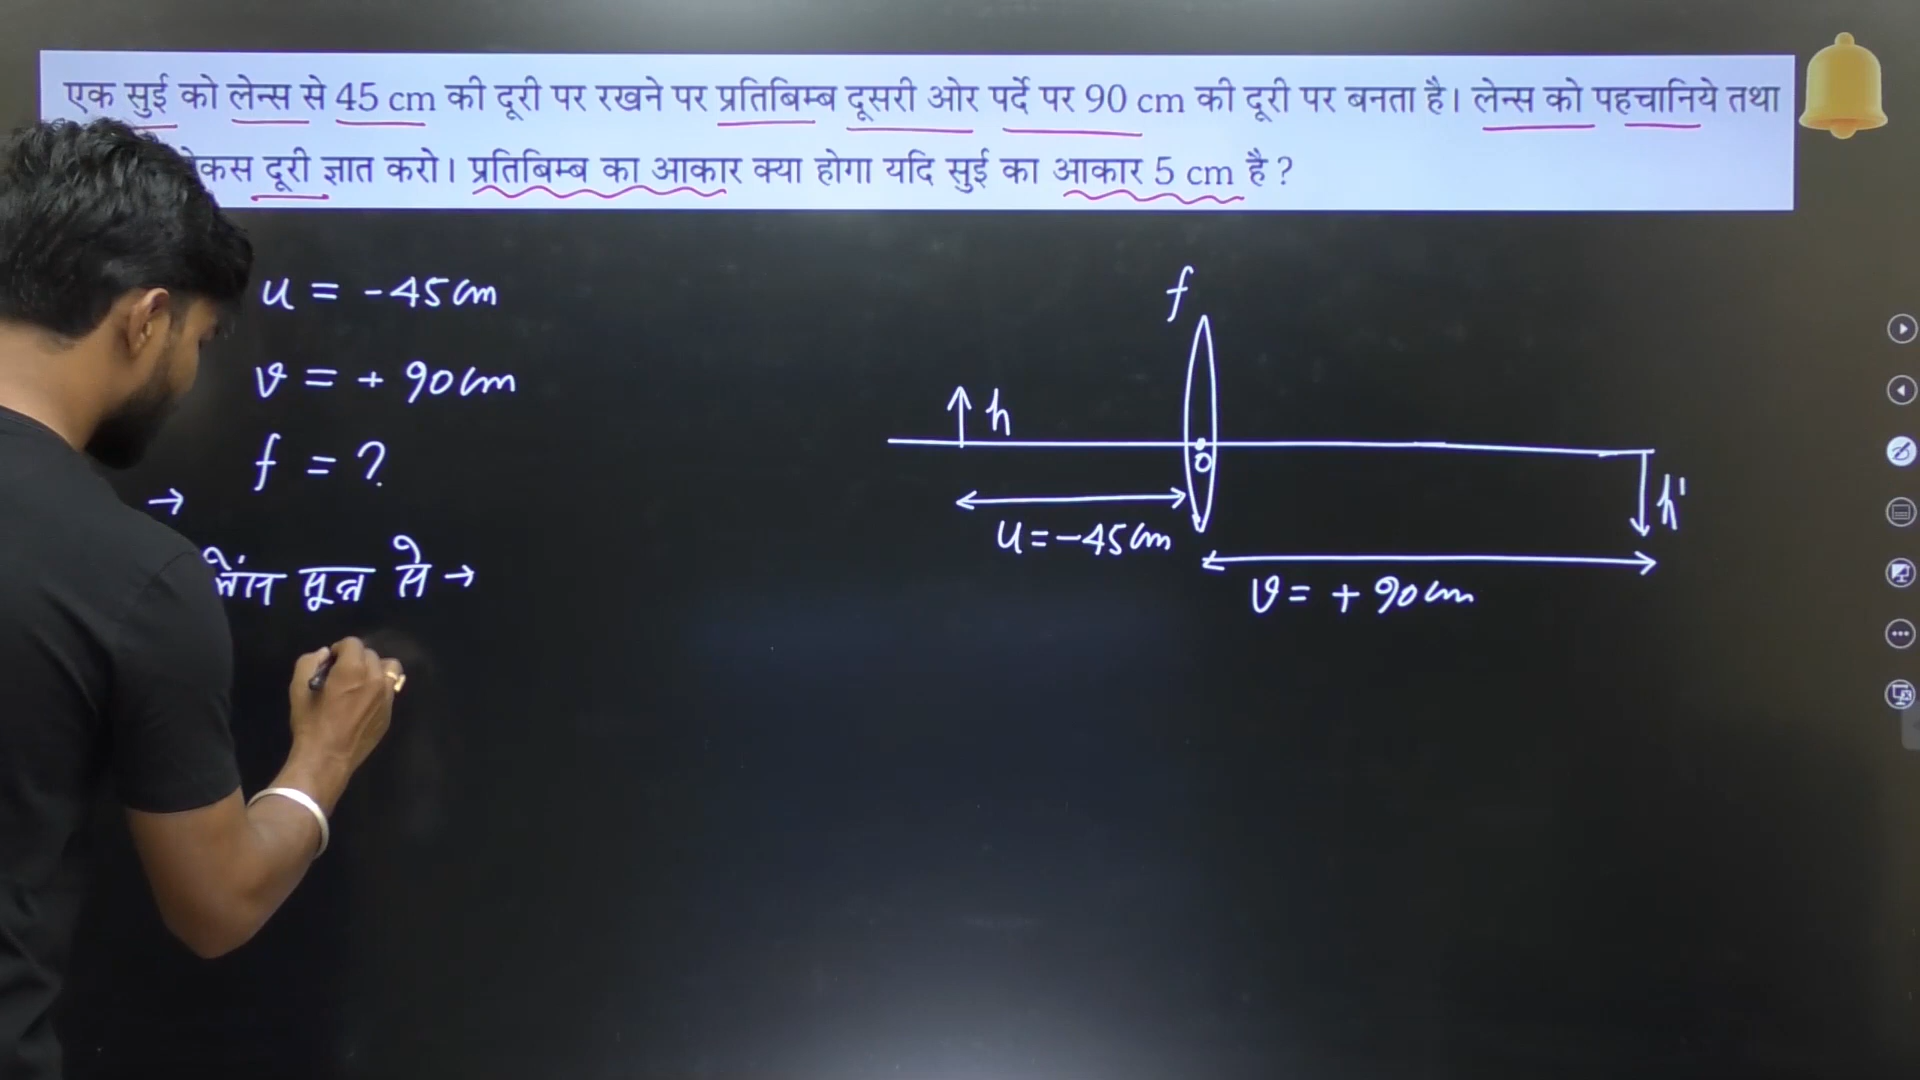 एक सुई को लेन्स से 45 cm की दूरी पर रखने पर प्रतिबिम्ब दूसरी ओर पर्दे पर 90 cm की दूरी पर बनता है। लेन्स को पहचानिये तथा
दूरी ज्ञात करो। प्रतिबिम्ब का आकार क्या होगा यदि सुई का आकार 5 cm है ?
u = -45cm
v = + 90cm
f = ?
→
लेंस सूत्र से →
f
h
O
h'
u = -45cm
v = + 90cm